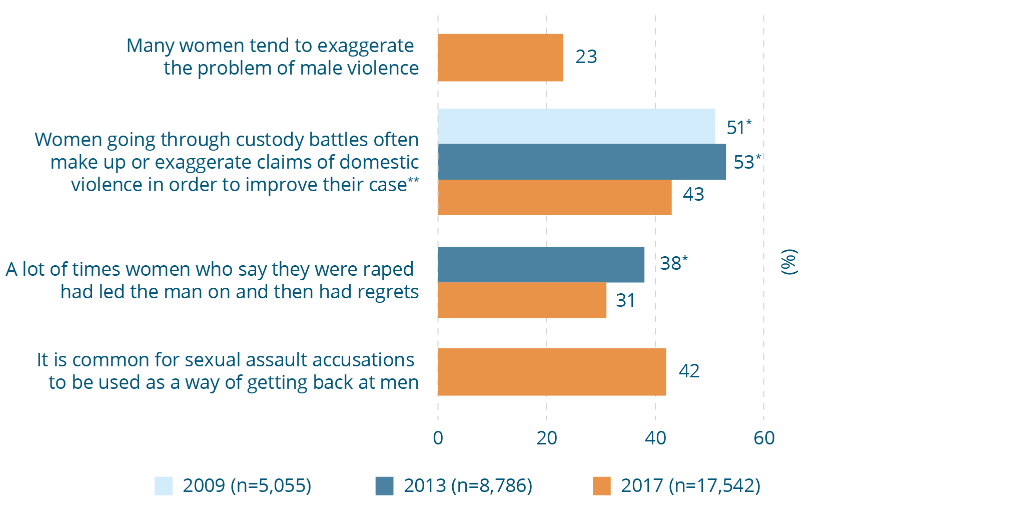 Many women tend to exaggerate
the problem of male violence
23
Women going through custody battles often
make up or exaggerate claims of domestic
violence in order to improve their case**
51*
53*
43
A lot of times women who say they were raped
had led the man on and then had regrets
38*
31
It is common for sexual assault accusations
to be used as a way of getting back at men
42
(%)
0 20 40 60
2009 (n=5,055) 2013 (n=8,786) 2017 (n=17,542)